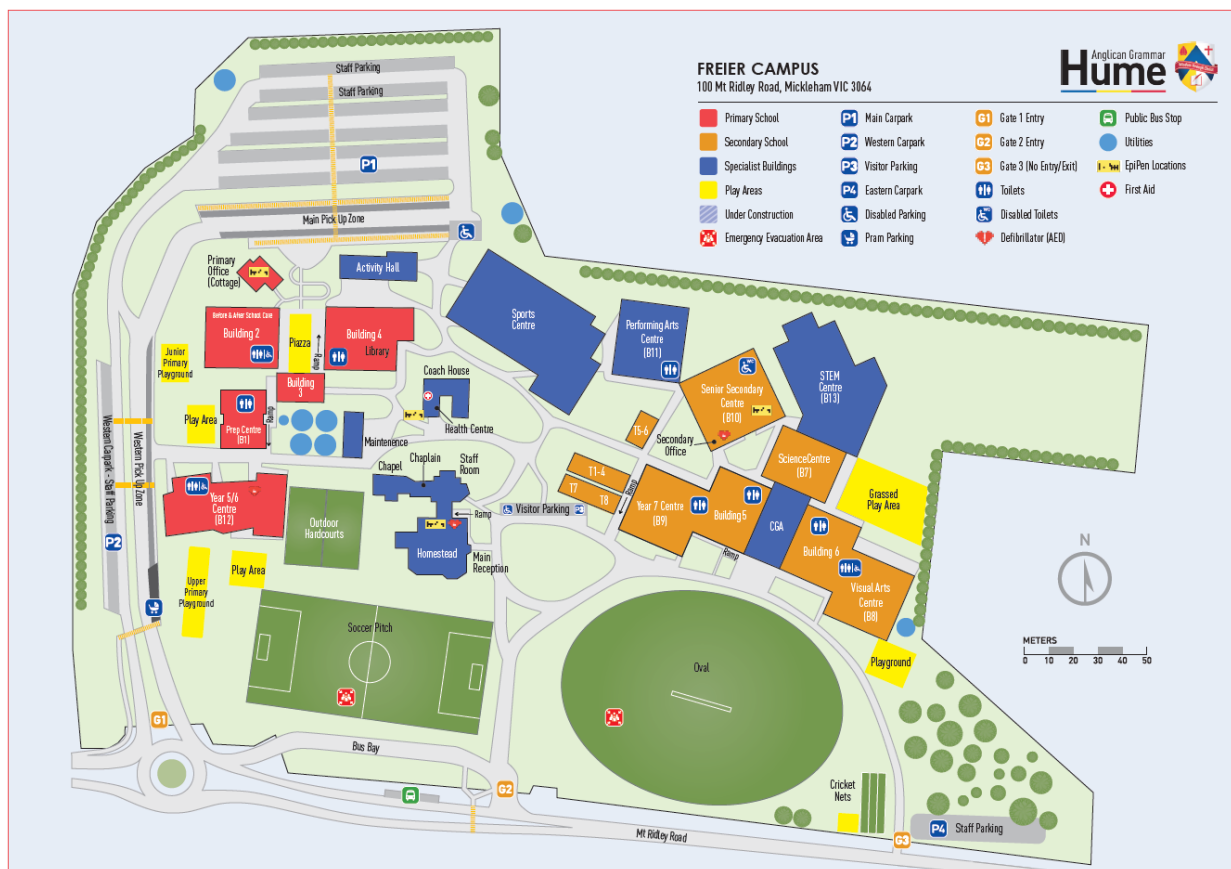 FREIER CAMPUS
100 Mt Ridley Road, Mickleham VIC 3064
Anglican Grammar
Hume
Primary School
Secondary School
Specialist Buildings
Play Areas
Under Construction
Emergency Evacuation Area
P1 Main Carpark
P2 Western Carpark
P3 Visitor Parking
P4 Eastern Carpark
Disabled Parking
Pram Parking
G1 Gate 1 Entry
G2 Gate 2 Entry
G3 Gate 3 (No Entry/Exit)
Toilets
Disabled Toilets
Defibrillator (AED)
Public Bus Stop
Utilities
EpiPen Locations
First Aid
Staff Parking
Staff Parking
P1
Main Pick Up Zone
Primary
Office
(Cottage)
Activity Hall
Before & After School Care
Building 2
Piazza
Ramp
Building 4
Library
Junior
Primary
Playground
Building
3
Play Area
Prep Centre
(B1)
Ramp
Maintenence
Coach House
Health Centre
Sports
Centre
Performing Arts
Centre
(B11)
Senior Secondary
Centre
(B10)
Secondary
Office
STEM
Centre
(B13)
T5-6
T1-4
T7
T8
Ramp
Year 7 Centre
(B9)
Building 5
ScienceCentre
(B7)
CGA
Grassed
Play Area
Building 6
Visual Arts
Centre
(B8)
Ramp
Playground
Western Carpark - Staff Parking
Western Pick Up Zone
P2
Year 5/6
Centre
(B12)
Outdoor
Hardcourts
Chapel
Chaplain
Staff
Room
Ramp
Visitor Parking P3
Homestead
Main
Reception
Upper
Primary
Playground
Play Area
Soccer Pitch
Oval
N
METERS
0 10 20 30 40 50
G1
Bus Bay
G2
Cricket
Nets
Mt Ridley Road
G3
P4 Staff Parking